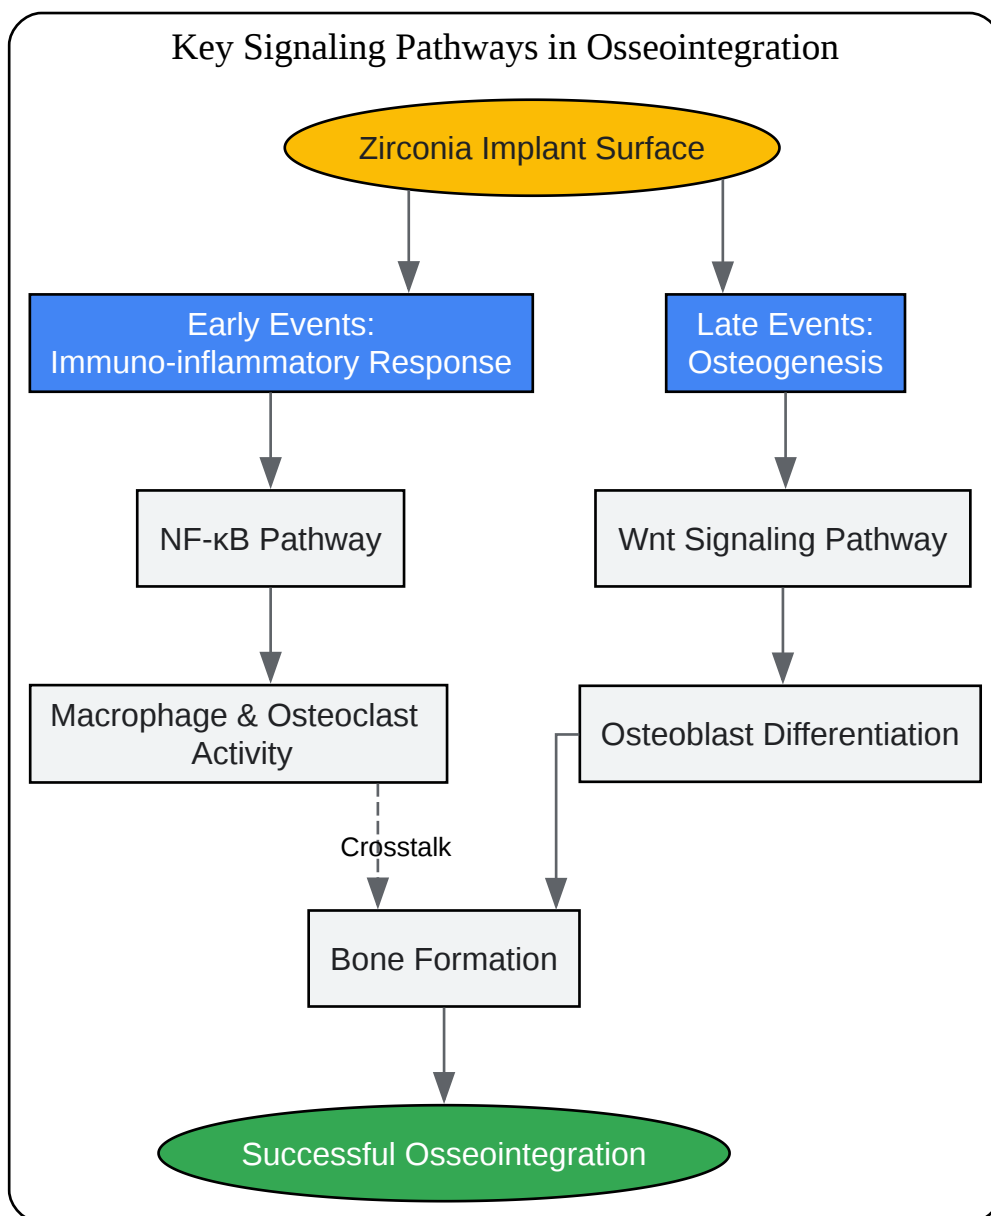 Key Signaling Pathways in Osseointegration
Zirconia Implant Surface
Early Events:
Immuno-inflammatory Response
Late Events:
Osteogenesis
NF-κB Pathway
Wnt Signaling Pathway
Macrophage & Osteoclast
Activity
Osteoblast Differentiation
Crosstalk
Bone Formation
Successful Osseointegration